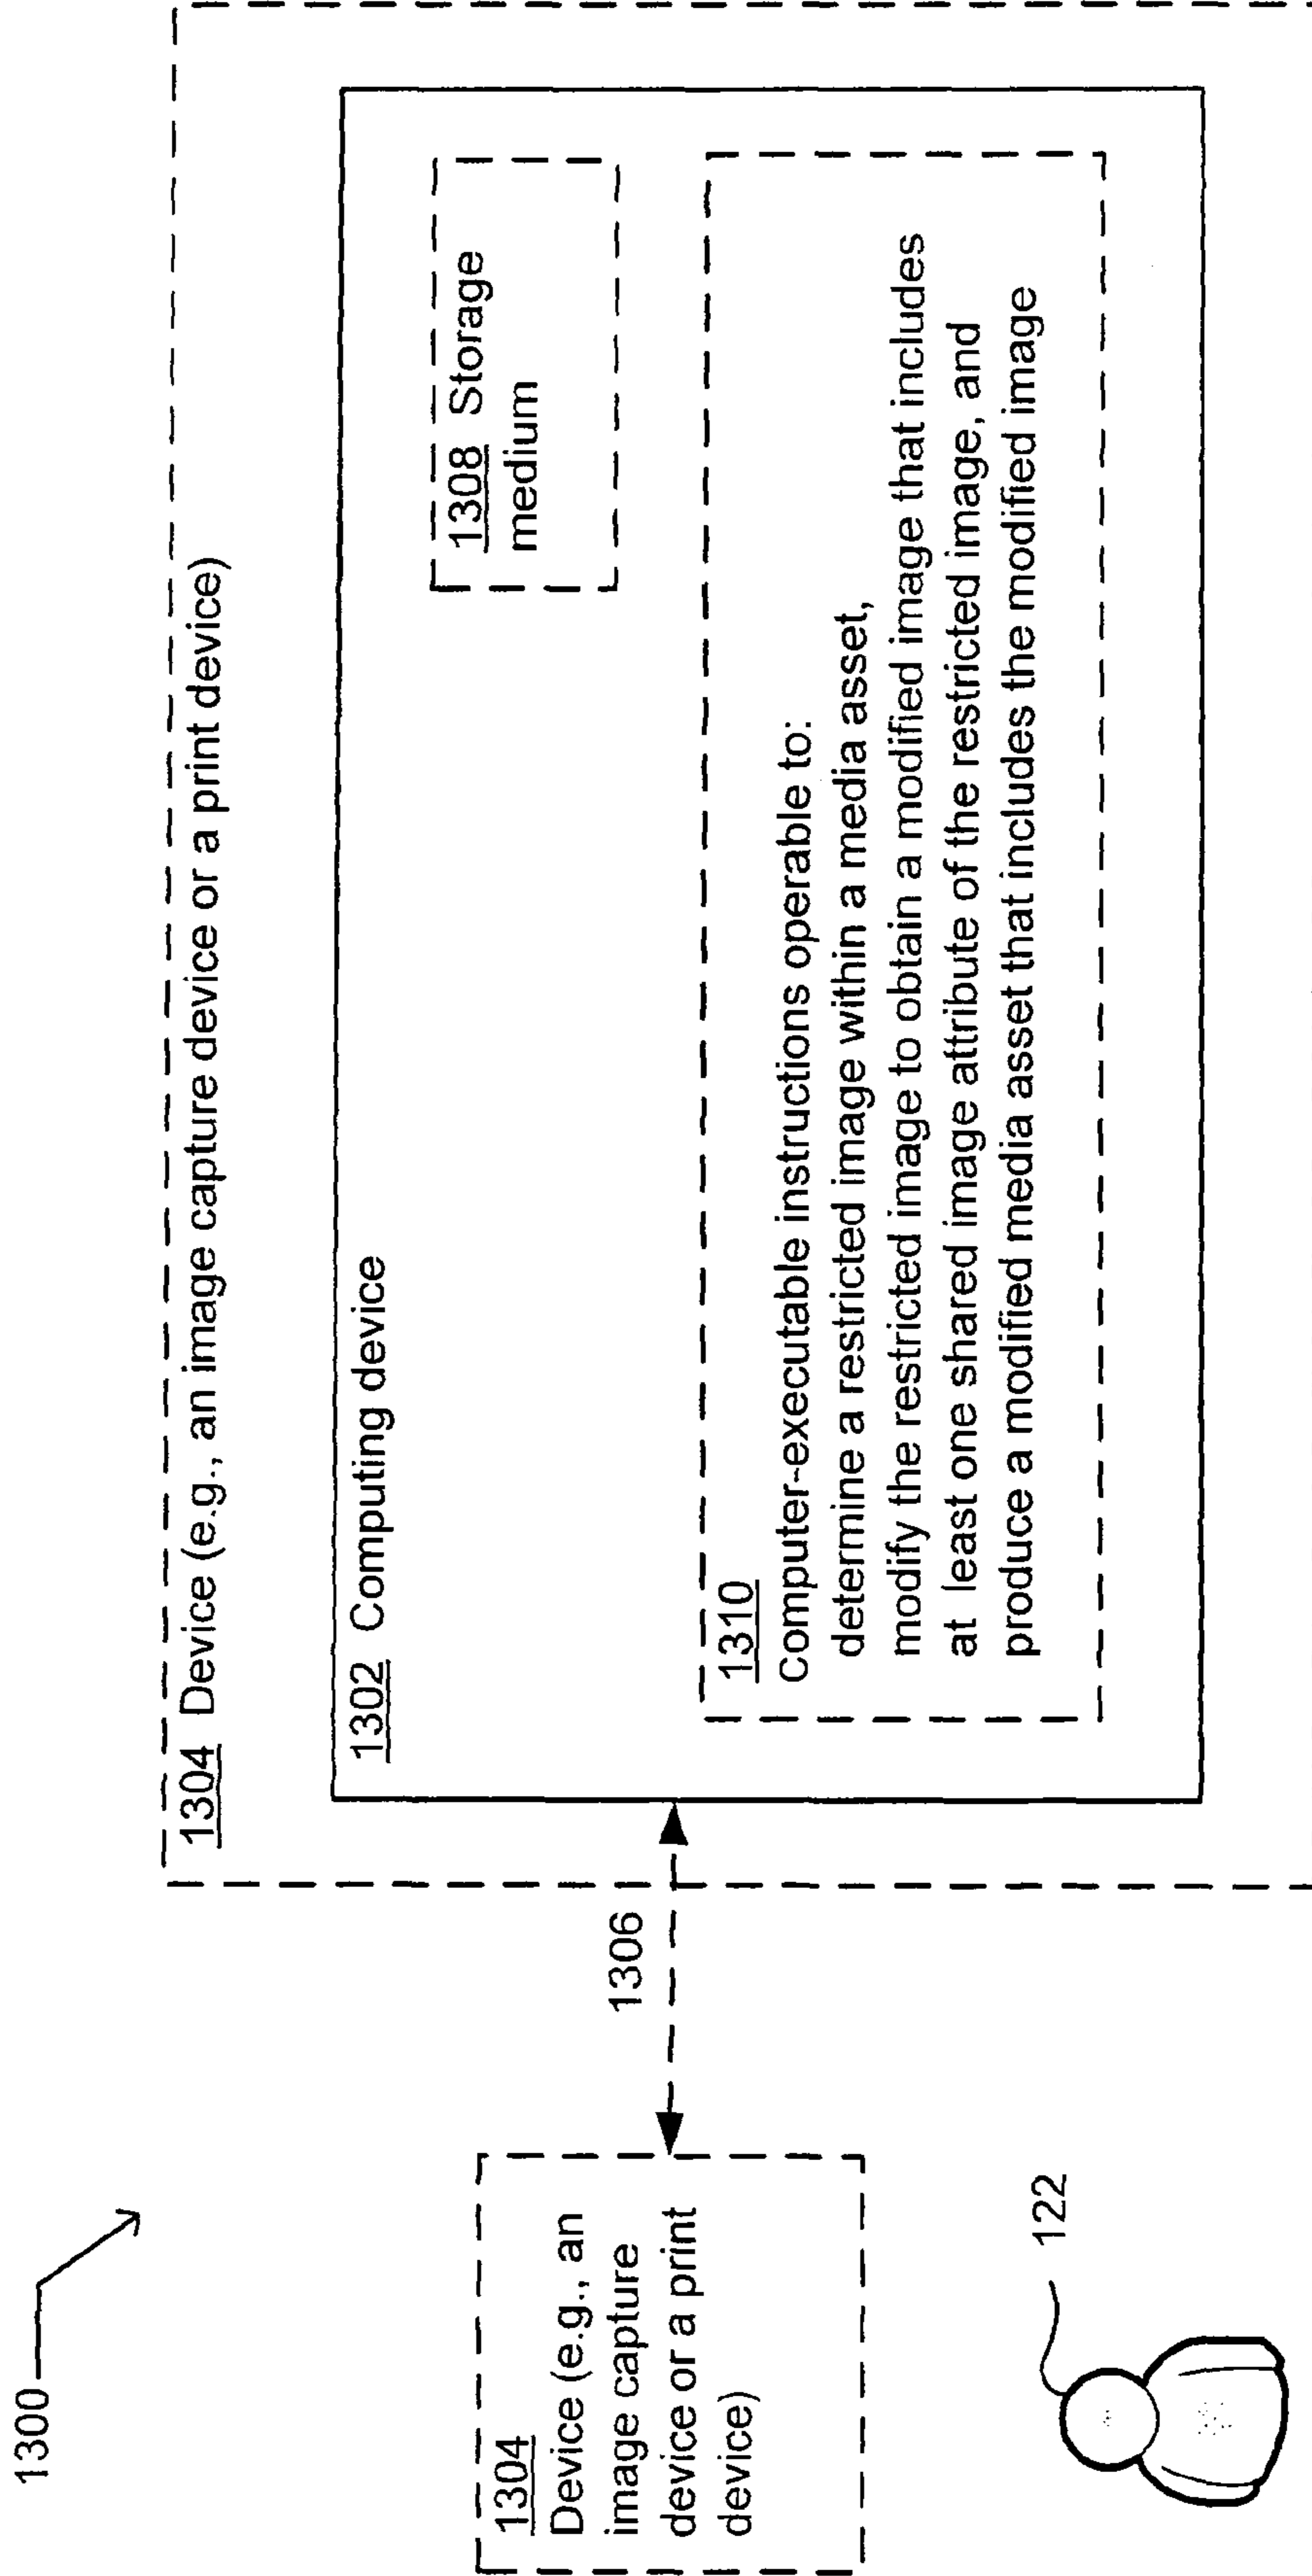 1300
1304 Device (e.g., an image capture device or a print device)
1302 Computing device
1308 Storage
medium
1310
Computer-executable instructions operable to:
determine a restricted image within a media asset,
modify the restricted image to obtain a modified image that includes
at least one shared image attribute of the restricted image, and
produce a modified media asset that includes the modified image
1306
1304
Device (e.g., an
image capture
device or a print
device)
122